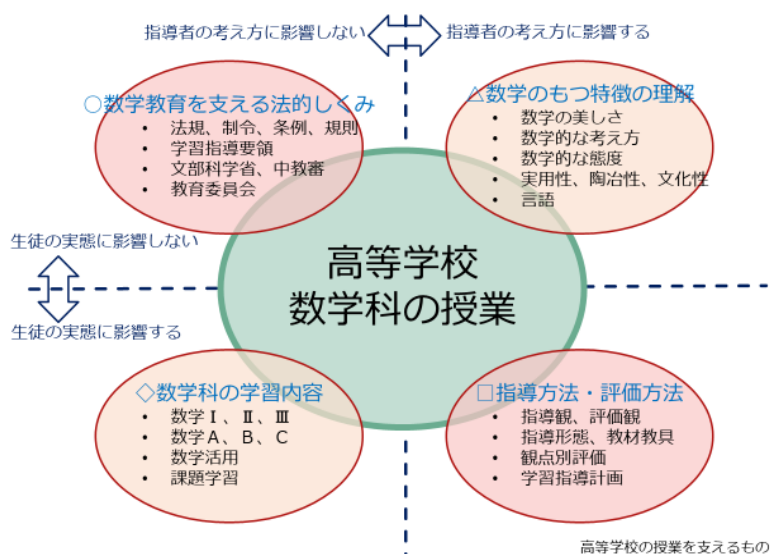 指導者の考え方に影響しない
指導者の考え方に影響する
○数学教育を支える法的しくみ
• 法規、制令、条例、規則
• 学習指導要領
• 文部科学省、中教審
• 教育委員会
△数学のもつ特徴の理解
• 数学の美しさ
• 数学的な考え方
• 数学的な態度
• 実用性、陶冶性、文化性
• 言語
生徒の実態に影響しない
生徒の実態に影響する
高等学校
数学科の授業
◇数学科の学習内容
• 数学Ⅰ、Ⅱ、Ⅲ
• 数学A、B、C
• 数学活用
• 課題学習
□指導方法・評価方法
• 指導観、評価観
• 指導形態、教材教具
• 観点別評価
• 学習指導計画
高等学校の授業を支えるもの